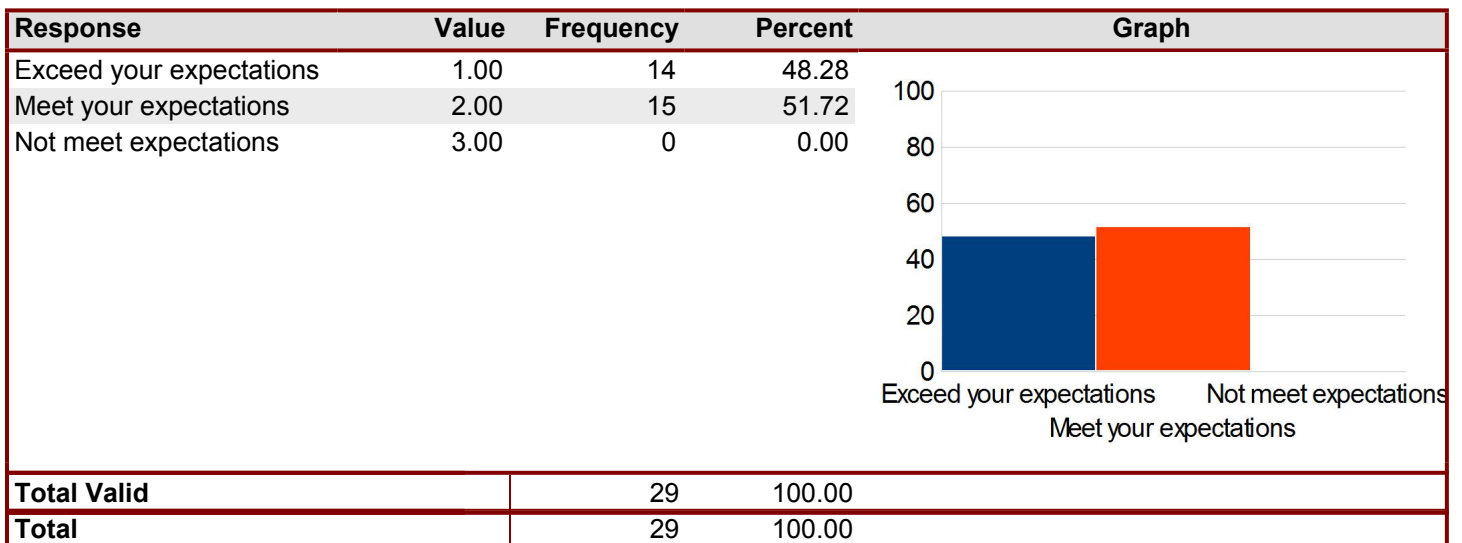 Response Value Frequency Percent Graph
Exceed your expectations 1.00 14 48.28
Meet your expectations 2.00 15 51.72
Not meet expectations 3.00 0 0.00
100
80
60
40
20
0
Exceed your expectations Not meet expectations
Meet your expectations
Total Valid 29 100.00
Total 29 100.00